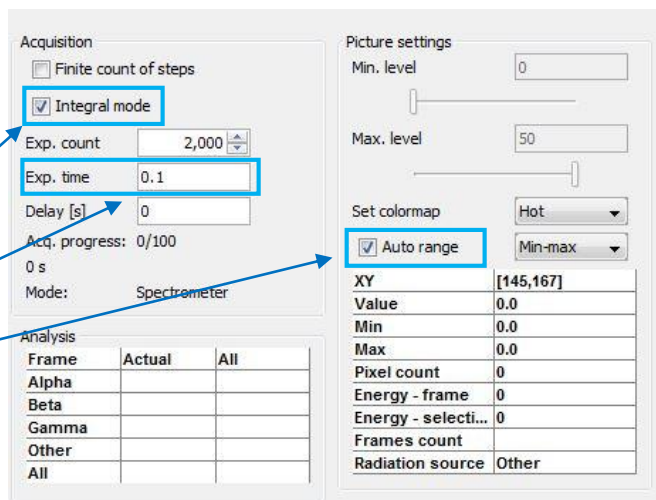 Acquisition
Finite count of steps
Integral mode
Exp. count 2,000
Exp. time 0.1
Delay [s] 0
Acq. progress: 0/100
0 s
Mode: Spectrometer
Analysis
Frame Actual All
Alpha
Beta
Gamma
Other
All
Picture settings
Min. level 0
Max. level 50
Set colormap Hot
Auto range Min-max
XY [145,167]
Value 0.0
Min 0.0
Max 0.0
Pixel count 0
Energy - frame 0
Energy - selecti... 0
Frames count
Radiation source Other